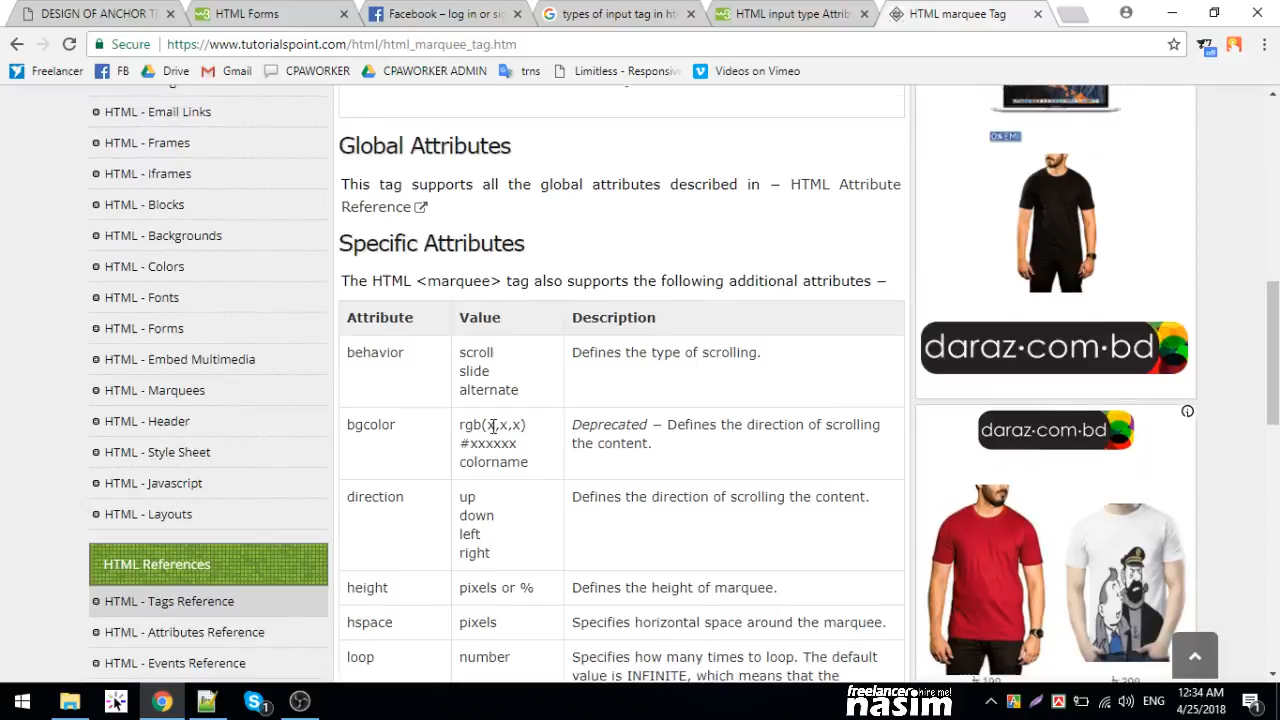 DESIGN OF ANCHOR T
HTML Forms
Facebook – log in or si
types of input tag in h
HTML input type Attrib
HTML marquee Tag
Secure
https://www.tutorialspoint.com/html/html_marquee_tag.htm
Freelancer
FB
Drive
Gmail
CPAWORKER
CPAWORKER ADMIN
trns
Limitless - Responsiv
Videos on Vimeo
off
HTML - Email Links
HTML - Frames
HTML - Iframes
HTML - Blocks
HTML - Backgrounds
HTML - Colors
HTML - Fonts
HTML - Forms
HTML - Embed Multimedia
HTML - Marquees
HTML - Header
HTML - Style Sheet
HTML - Javascript
HTML - Layouts
HTML References
HTML - Tags Reference
HTML - Attributes Reference
HTML - Events Reference
Global Attributes
This tag supports all the global attributes described in – HTML Attribute
Reference
Specific Attributes
The HTML <marquee> tag also supports the following additional attributes –
Attribute Value Description
behavior scroll Defines the type of scrolling.
slide
alternate
bgcolor rgb(x,x,x) Deprecated – Defines the direction of scrolling
#xxxxxx the content.
colorname
direction up Defines the direction of scrolling the content.
down
left
right
height pixels or % Defines the height of marquee.
hspace pixels Specifies horizontal space around the marquee.
loop number Specifies how many times to loop. The default
value is INFINITE, which means that the
0% EMI
daraz.com.bd
daraz.com.bd
freelancer hire me!
nasim
ENG
12:34 AM
4/25/2018
1
1